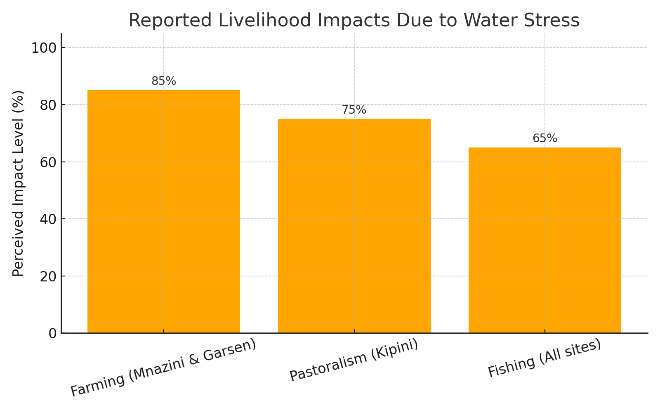 Reported Livelihood Impacts Due to Water Stress
Perceived Impact Level (%)
100
80
60
40
20
0
85%
75%
65%
Farming (Mnazini & Garsen)
Pastoralism (Kipini)
Fishing (All sites)